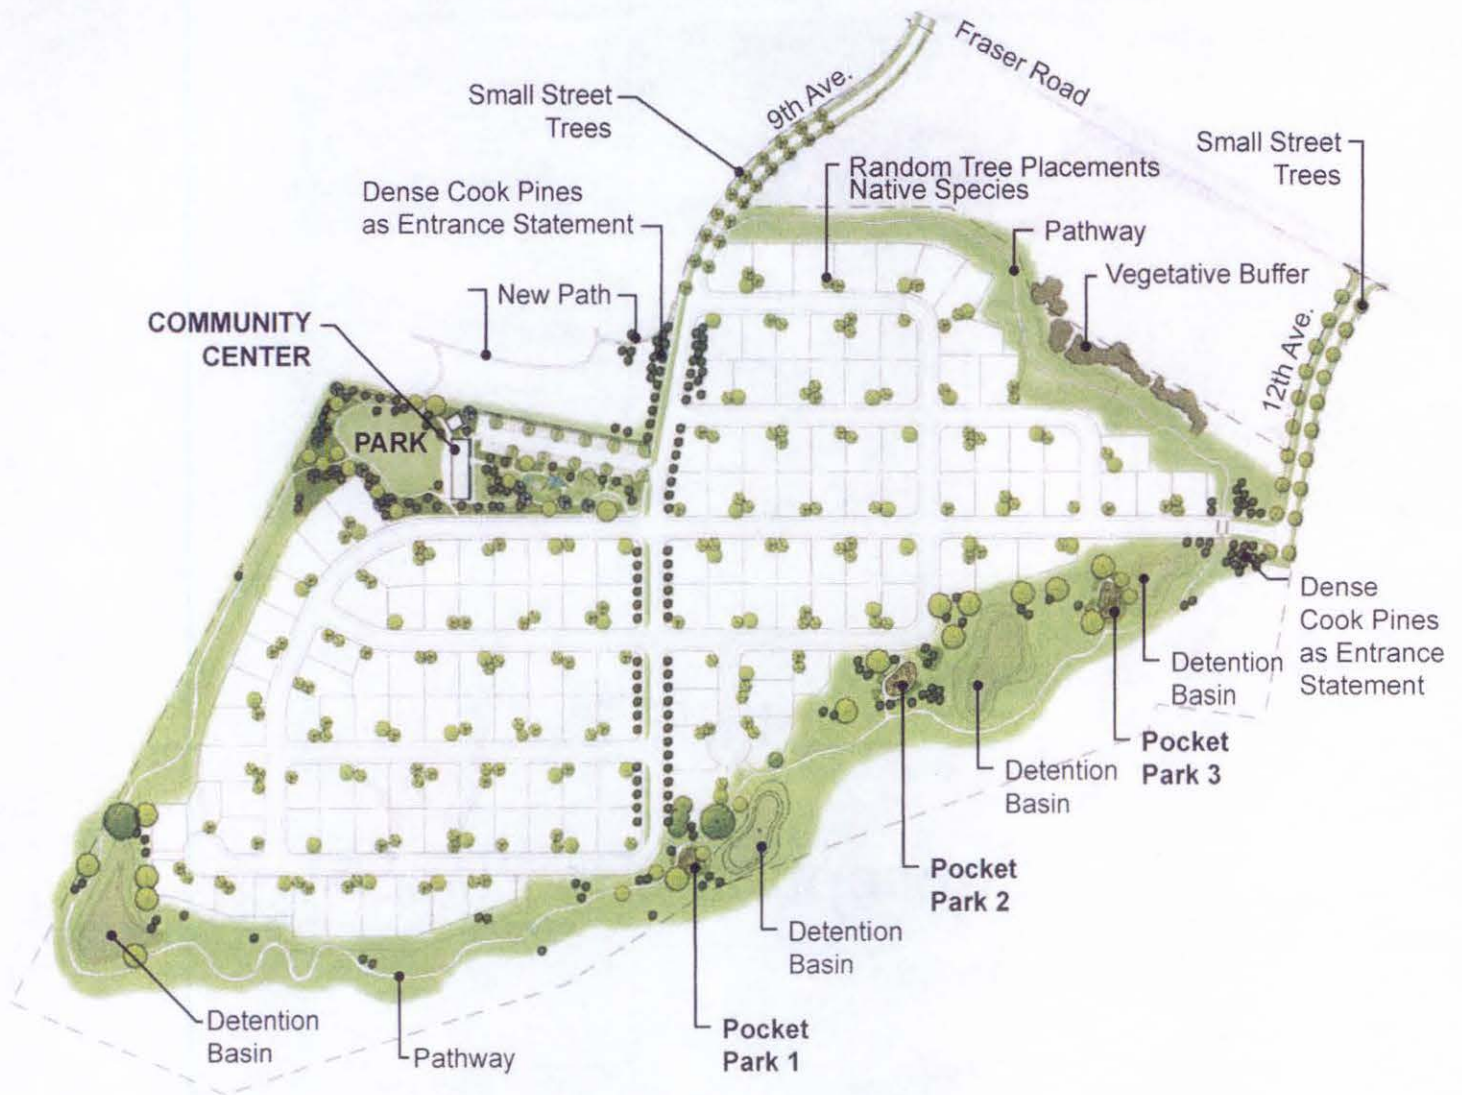 Fraser Road
Small Street
Trees
9th Ave.
Small Street
Trees
Random Tree Placements
Native Species
Dense Cook Pines
as Entrance Statement
Pathway
Vegetative Buffer
New Path
COMMUNITY
CENTER
12th Ave.
PARK
Dense
Cook Pines
as Entrance
Statement
Detention
Basin
Pocket
Park 3
Detention
Basin
Pocket
Park 2
Detention
Basin
Detention
Basin
Pathway
Pocket
Park 1